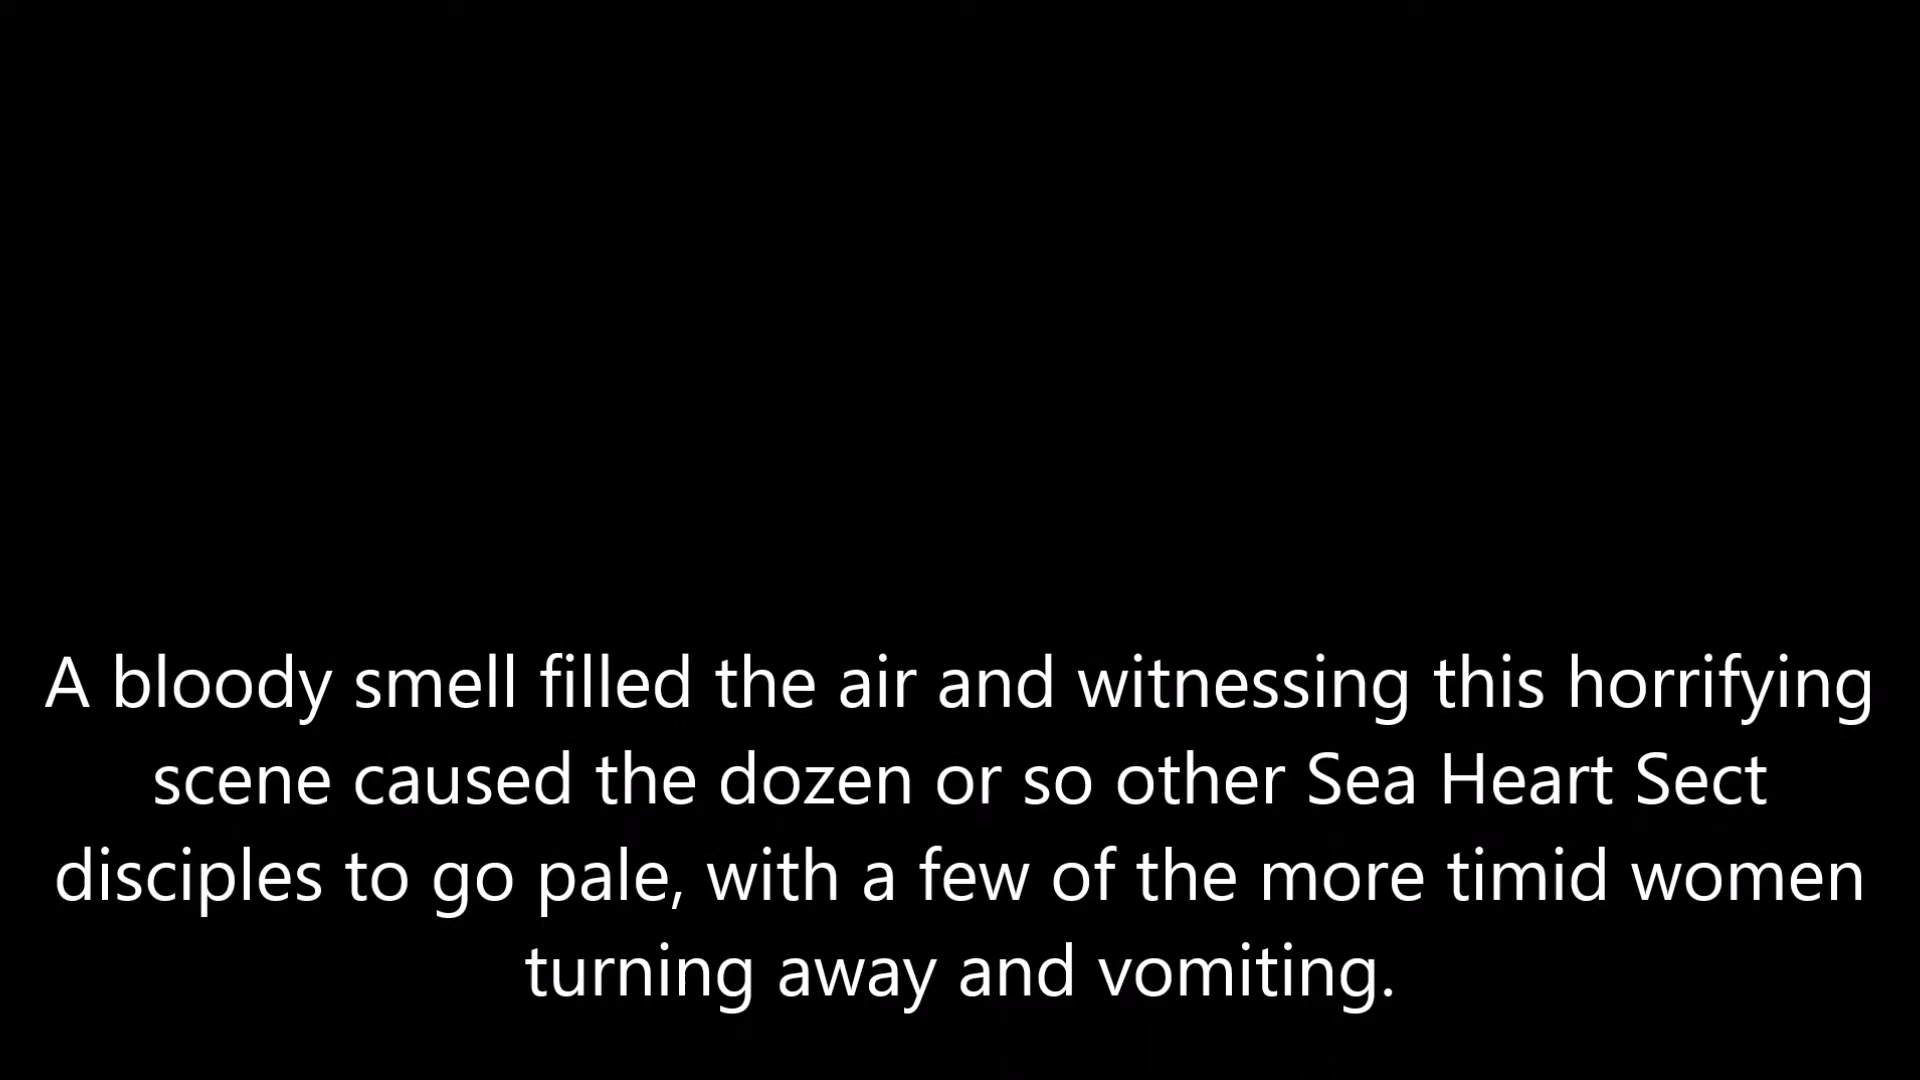 A bloody smell filled the air and witnessing this horrifying
scene caused the dozen or so other Sea Heart Sect
disciples to go pale, with a few of the more timid women
turning away and vomiting.